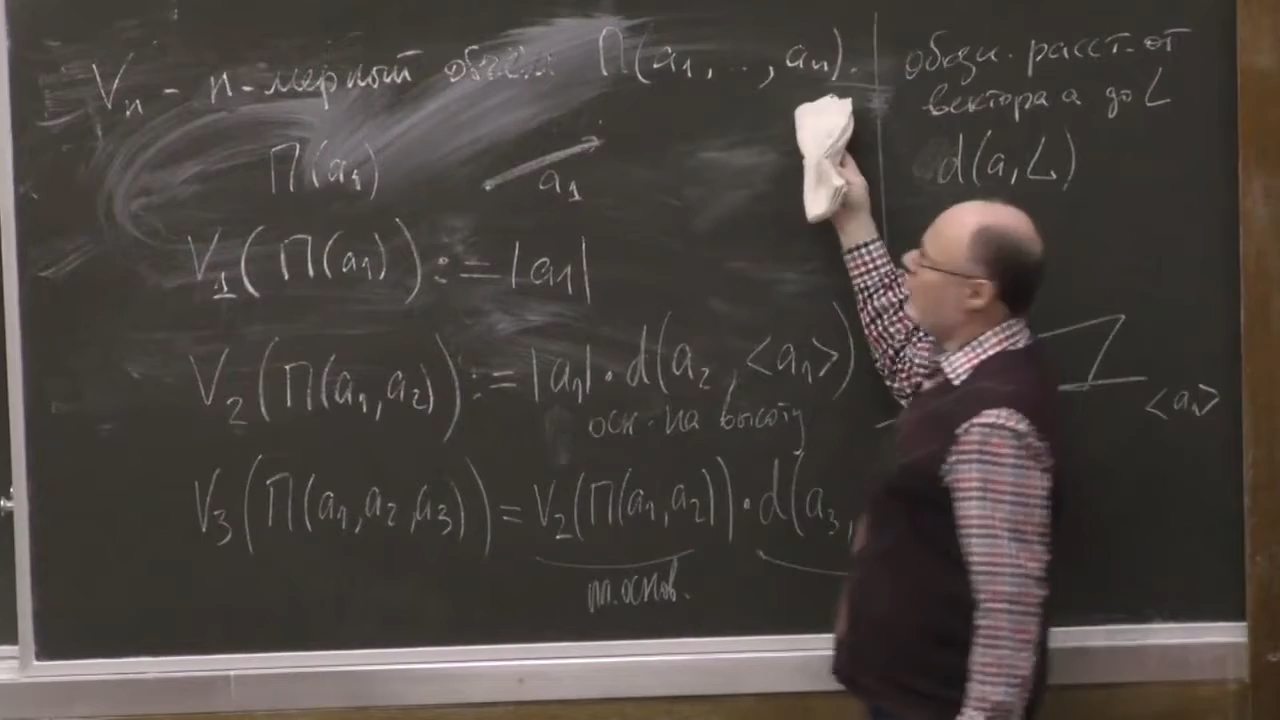 Vₙ - n-мерный объём П(a₁, .., aₙ).
П(a₁)
a₁
V₁(П(a₁)) := |a₁|
V₂(П(a₁,a₂)) := |a₁|·d(a₂, <a₁>)
осн. на высоту
V₃(П(a₁,a₂,a₃)) = V₂(П(a₁,a₂))·d(a₃,
пл. основ.
обозн. расст. от
вектора a до L
d(a,L)
<a₁>